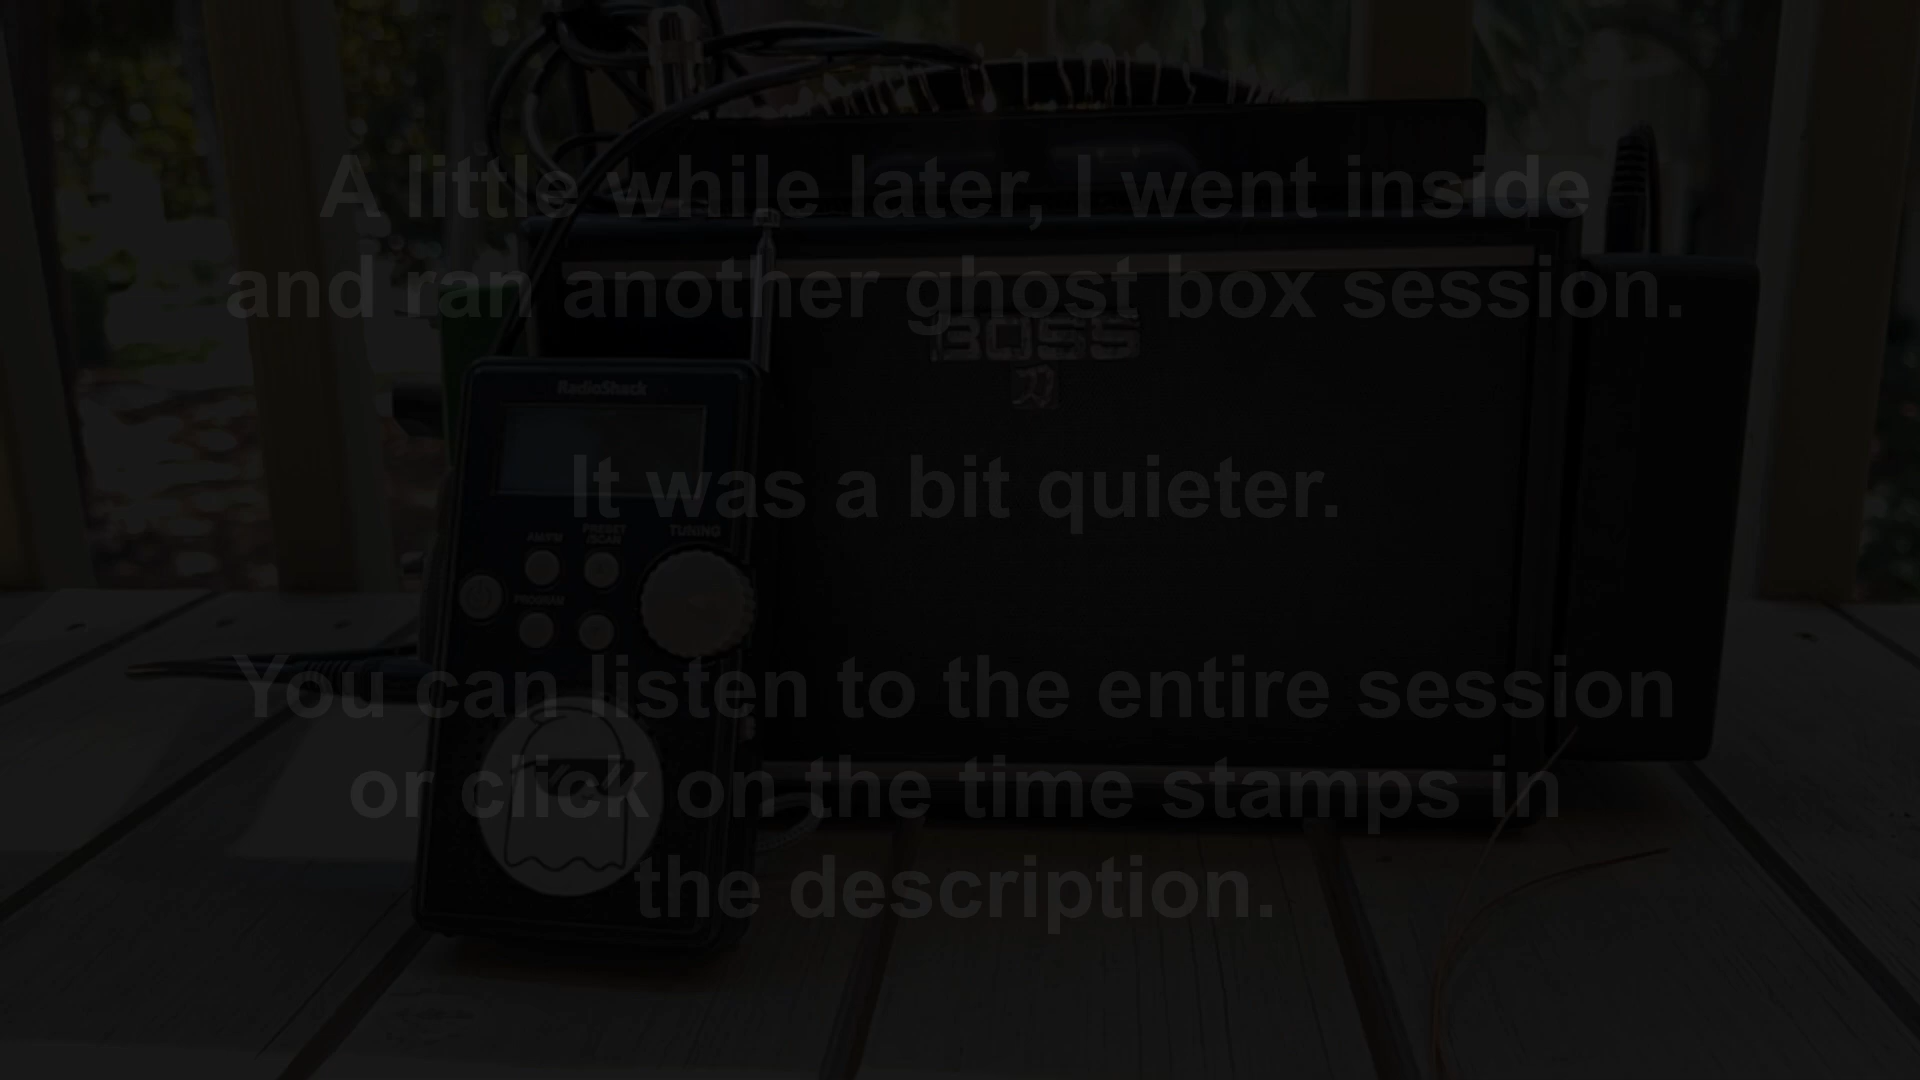 A little while later, I went inside
and ran another ghost box session.
BOSS
刀
RadioShack
It was a bit quieter.
AM/FM
PRESET
SCAN
TUNING
PROGRAM
You can listen to the entire session
or click on the time stamps in
the description.